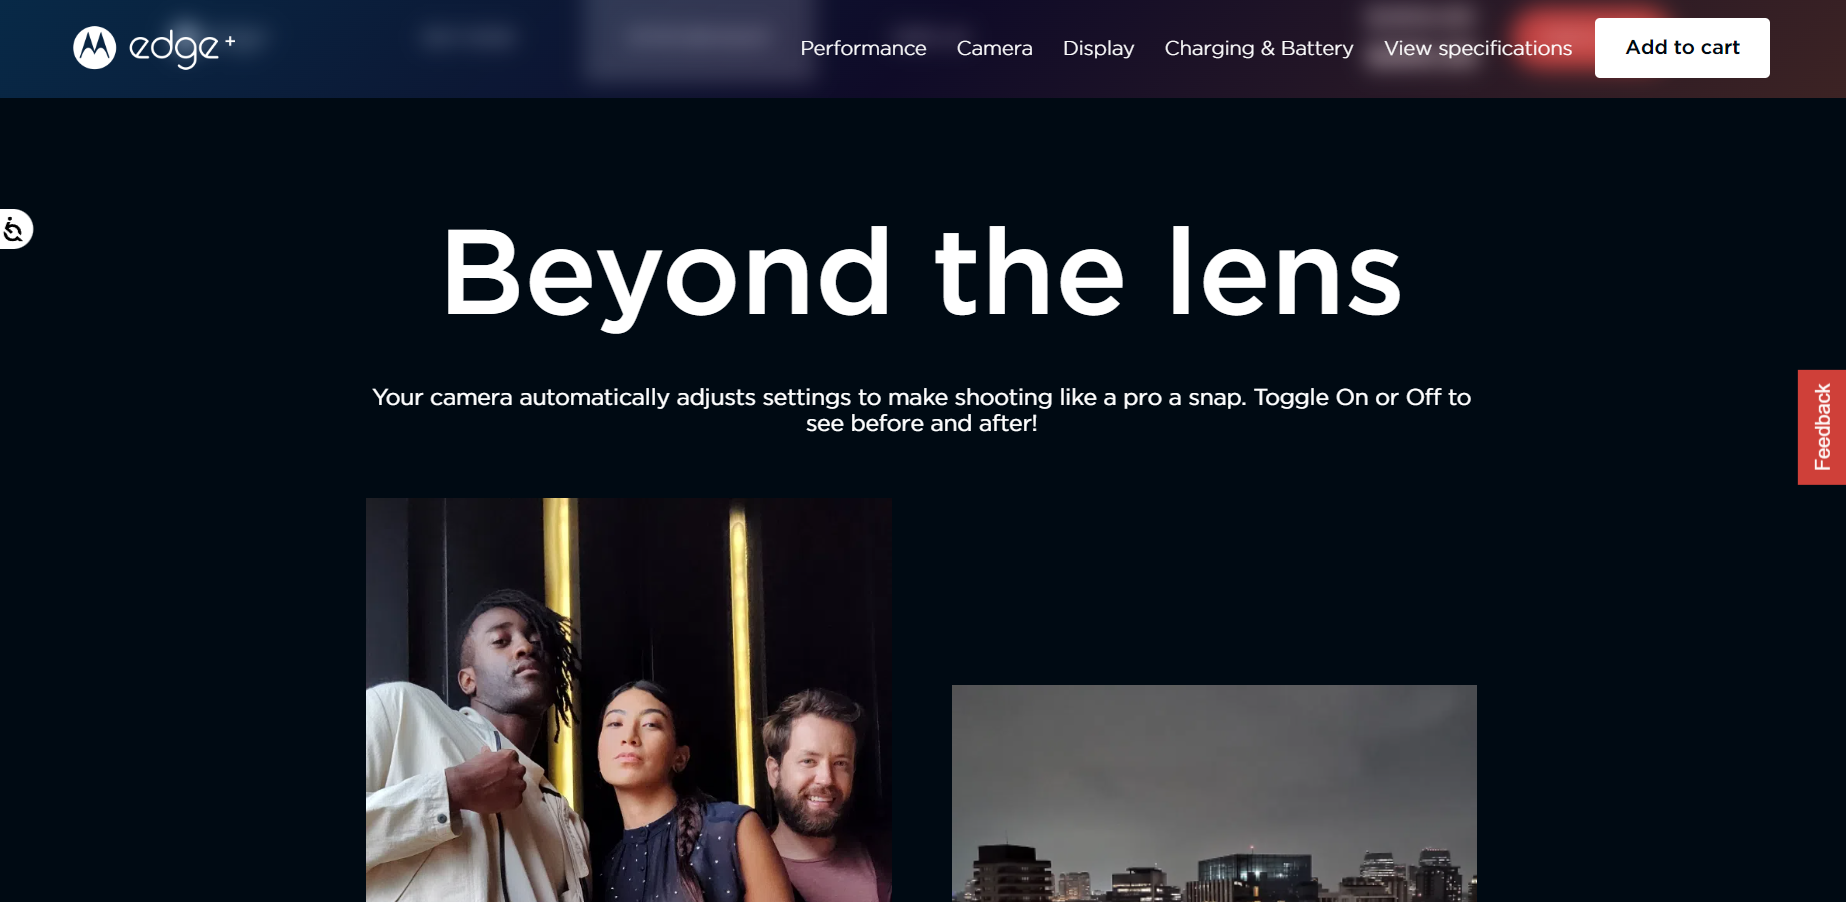 edge+
Performance
Camera
Display
Charging & Battery
View specifications
Add to cart
Beyond the lens
Your camera automatically adjusts settings to make shooting like a pro a snap. Toggle On or Off to
see before and after!
Feedback